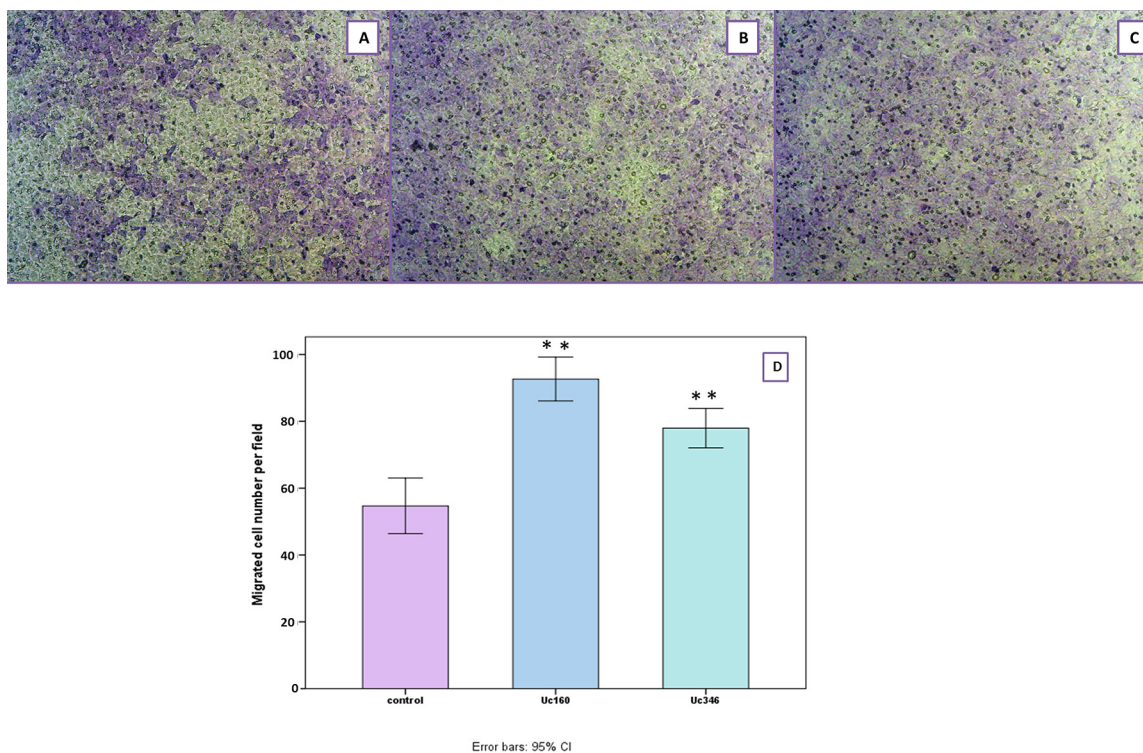 A
B
C
D
* *
* *
100
80
60
40
20
0
Migrated cell number per field
control
Uc160
Uc346
Error bars: 95% CI